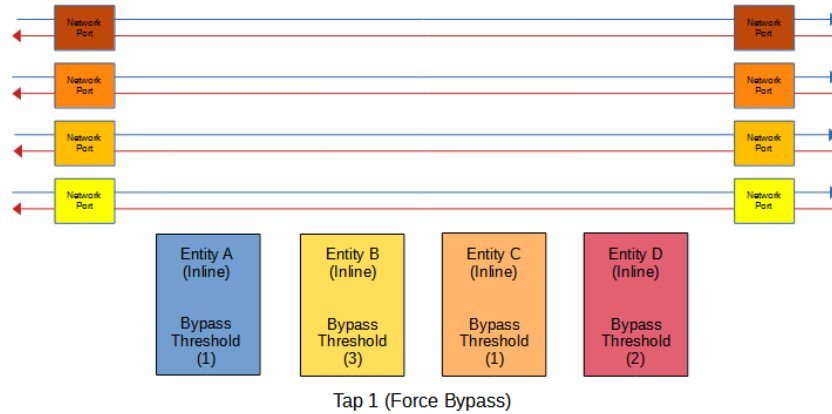 Network
Port
Network
Port
Network
Port
Network
Port
Network
Port
Network
Port
Network
Port
Network
Port
Entity A
(Inline)
Bypass
Threshold
(1)
Entity B
(Inline)
Bypass
Threshold
(3)
Entity C
(Inline)
Bypass
Threshold
(1)
Entity D
(Inline)
Bypass
Threshold
(2)
Tap 1 (Force Bypass)